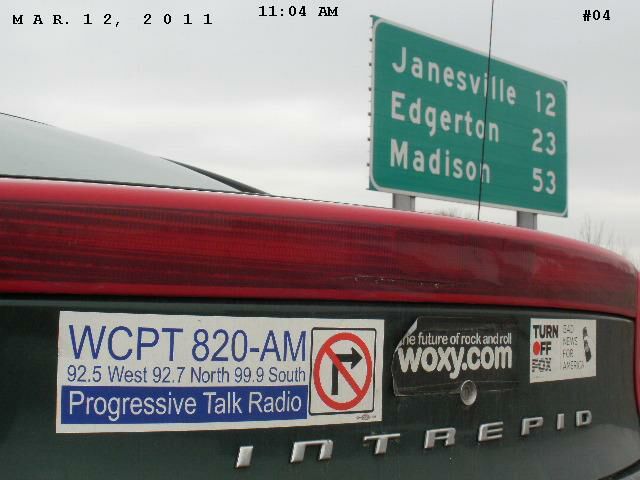 MAR. 12, 2011 11:04 AM #04
Janesville 12
Edgerton 23
Madison 53
WCPT 820-AM
92.5 West 92.7 North 99.9 South
Progressive Talk Radio
the future of rock and roll
woxy.com
TURN OFF FOX
BAD NEWS FOR AMERICA
INTREPID